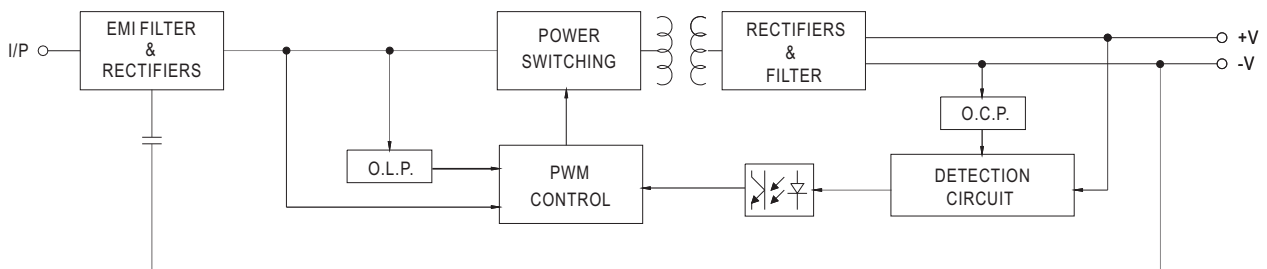 I/P
EMI FILTER
&
RECTIFIERS
POWER
SWITCHING
RECTIFIERS
&
FILTER
+V
-V
O.C.P.
O.L.P.
PWM
CONTROL
DETECTION
CIRCUIT